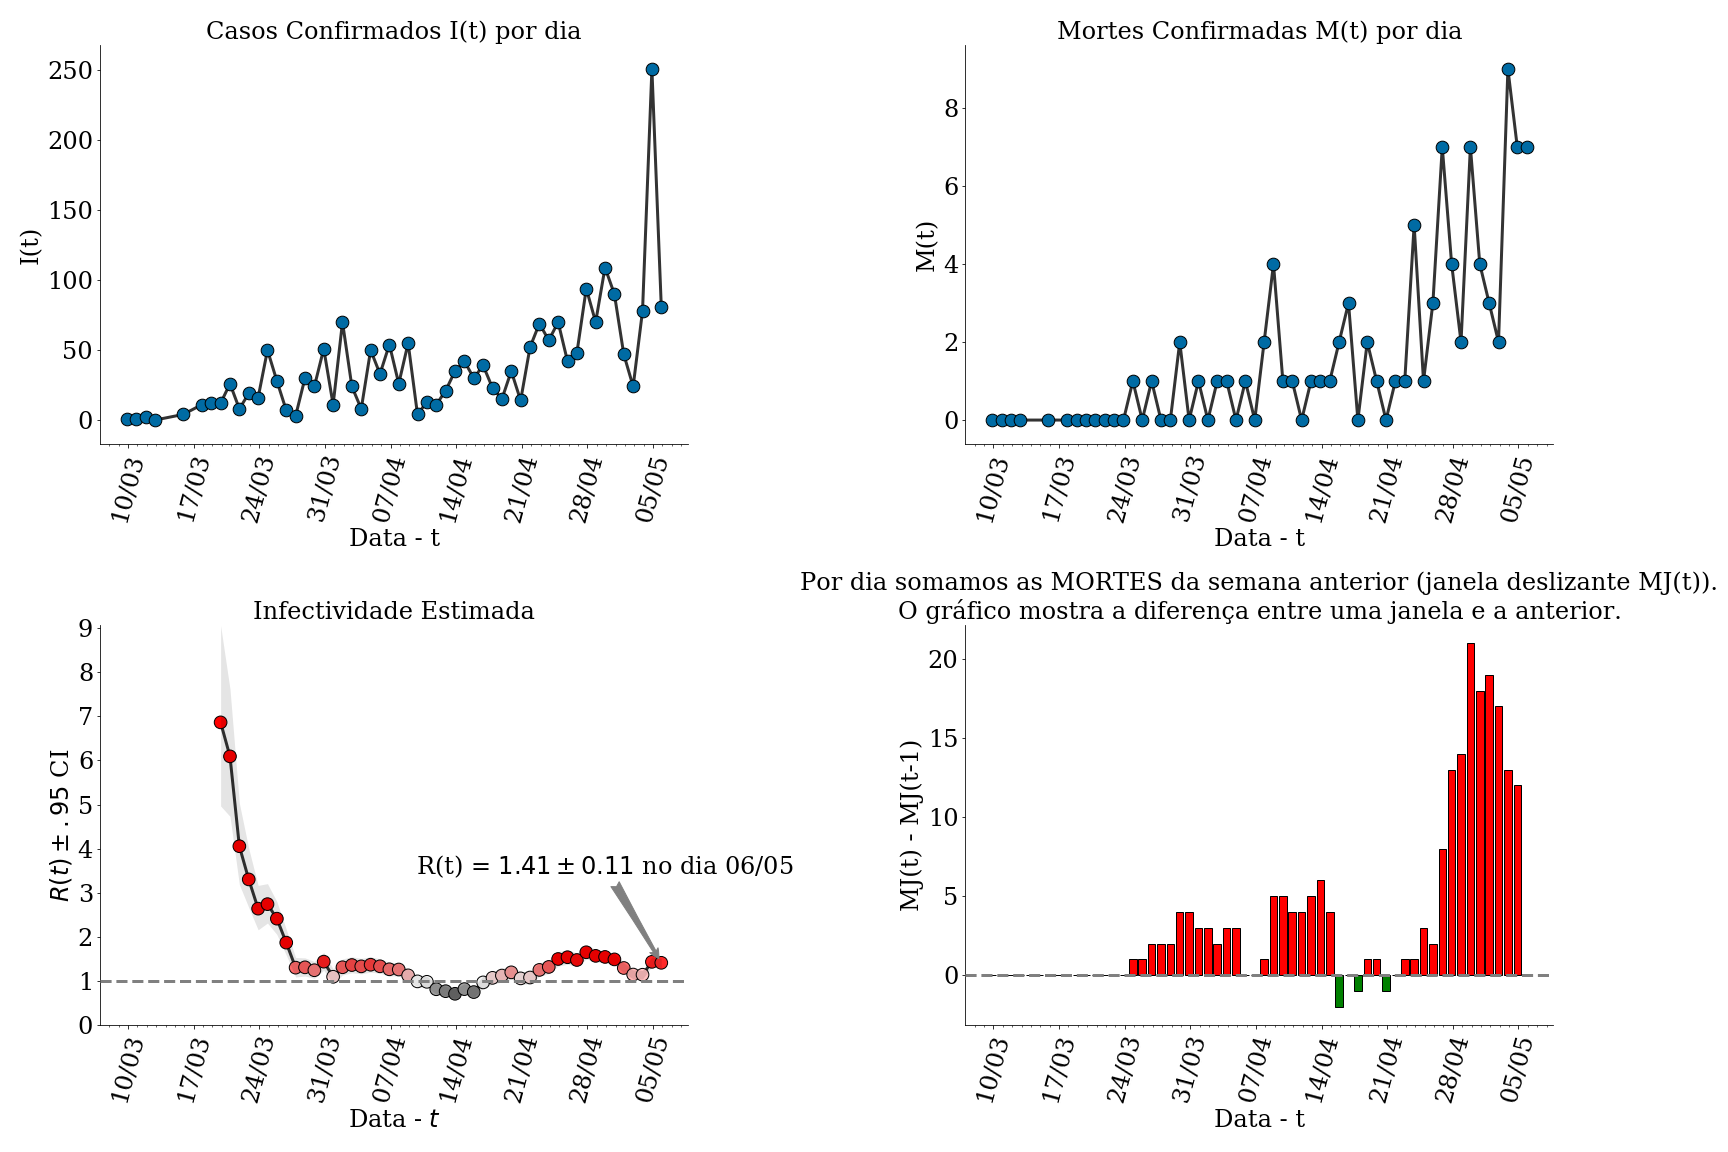 Casos Confirmados I(t) por dia
250
200
150
100
50
0
I(t)
10/03 17/03 24/03 31/03 07/04 14/04 21/04 28/04 05/05
Data - t
Mortes Confirmadas M(t) por dia
8
6
4
2
0
M(t)
10/03 17/03 24/03 31/03 07/04 14/04 21/04 28/04 05/05
Data - t
Infectividade Estimada
9
8
7
6
5
4
3
2
1
0
R(t) ± .95 CI
R(t) = 1.41 ± 0.11 no dia 06/05
10/03 17/03 24/03 31/03 07/04 14/04 21/04 28/04 05/05
Data - t
Por dia somamos as MORTES da semana anterior (janela deslizante MJ(t)).
O gráfico mostra a diferença entre uma janela e a anterior.
20
15
10
5
0
MJ(t) - MJ(t-1)
10/03 17/03 24/03 31/03 07/04 14/04 21/04 28/04 05/05
Data - t